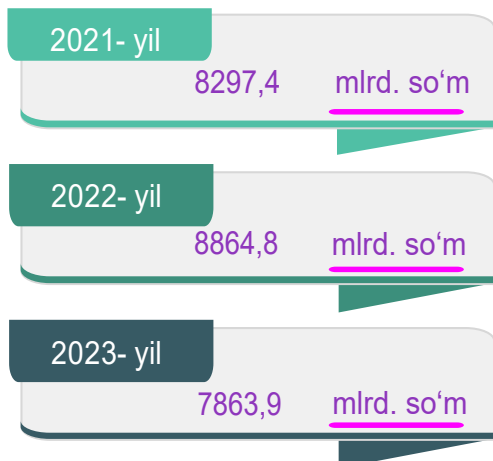 2021- yil
8297,4 mlrd. so‘m
2022- yil
8864,8 mlrd. so‘m
2023- yil
7863,9 mlrd. so‘m